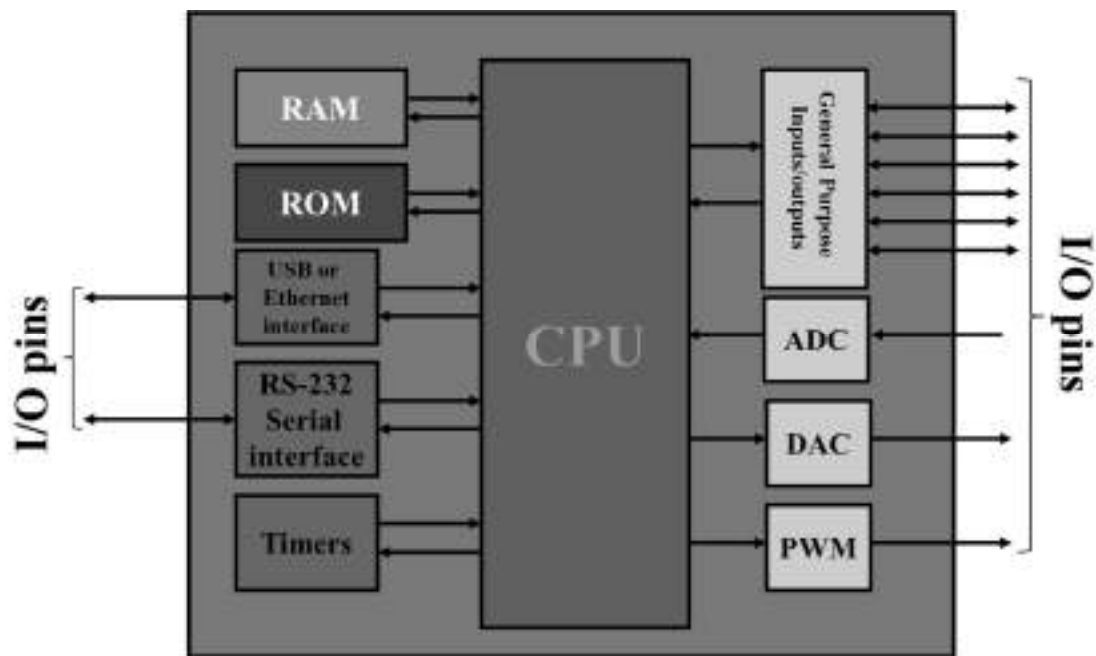 RAM
ROM
USB or
Ethernet
interface
RS-232
Serial
interface
Timers
I/O pins
CPU
General Purpose
Inputs/outputs
ADC
DAC
PWM
I/O pins